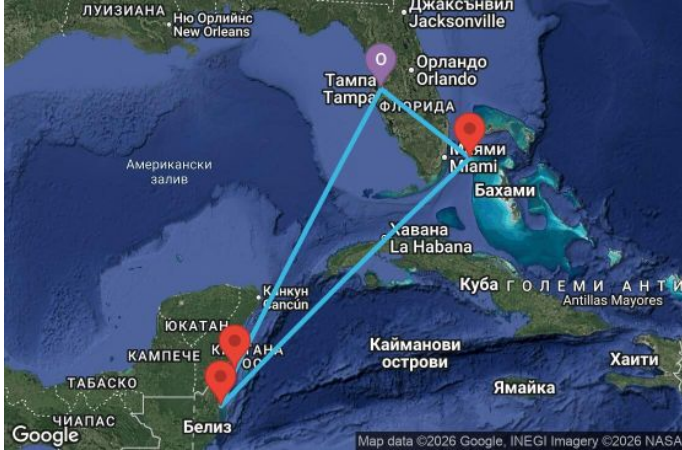 ЛУИЗИАНА
Ню Орлийнс
New Orleans
Джаксънвил
Jacksonville
О
Орландо
Orlando
Тампа
Tampa
ФЛОРИДА
Маями
Miami
Американски
залив
Бахами
Хавана
La Habana
Канкун
Cancún
Куба
ГОЛЕМИ АНТИ
Antillas Mayores
ЮКАТАН
КАМПЕЧЕ
Кайманови
острови
Хаити
ТАБАСКО
Ямайка
ЧИАПАС
Белиз
Google
Map data ©2026 Google, INEGI Imagery ©2026 NASA